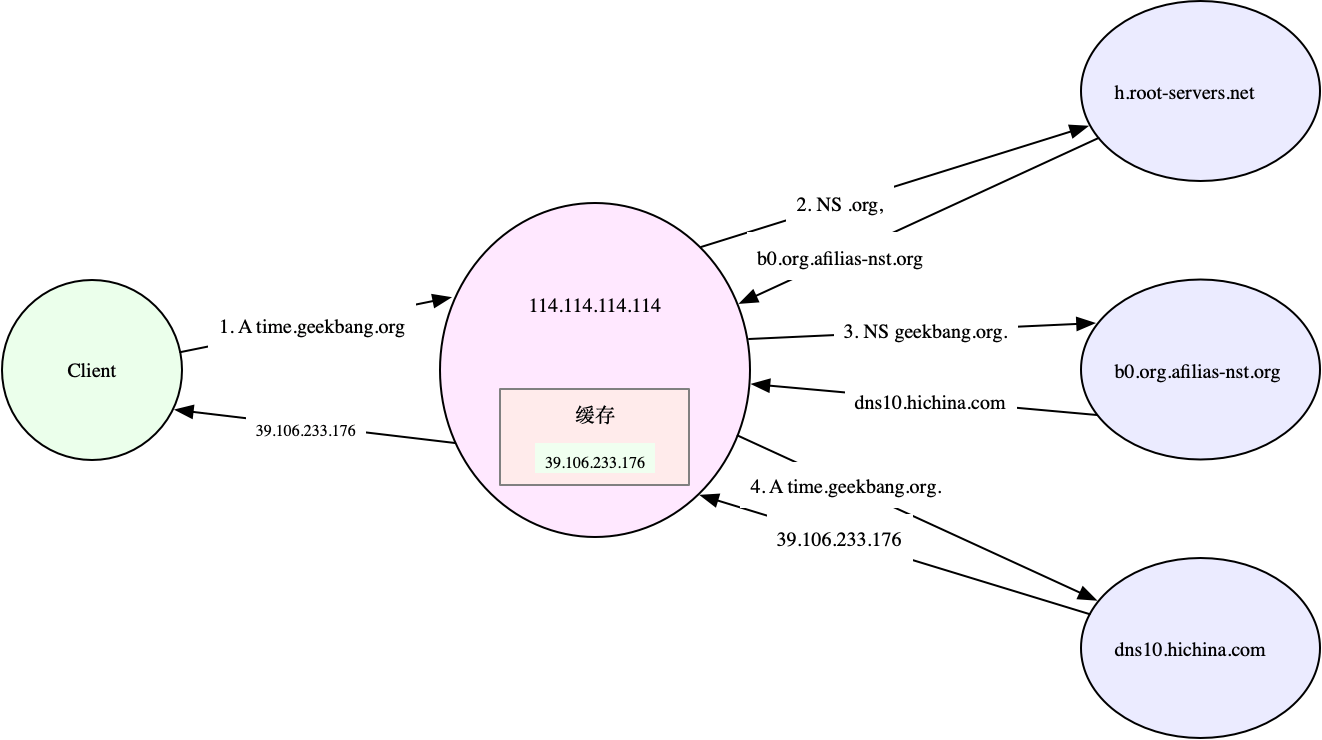 h.root-servers.net
2. NS .org,
b0.org.afilias-nst.org
114.114.114.114
1. A time.geekbang.org
3. NS geekbang.org.
Client
b0.org.afilias-nst.org
dns10.hichina.com
缓存
39.106.233.176
39.106.233.176
4. A time.geekbang.org.
39.106.233.176
dns10.hichina.com